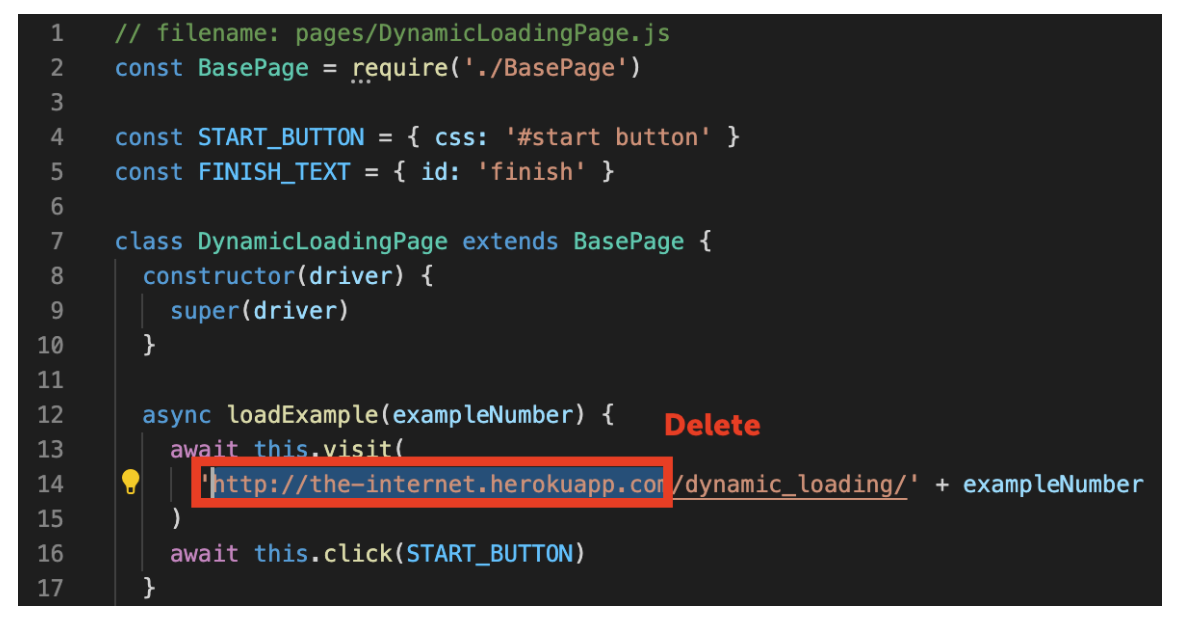 1 // filename: pages/DynamicLoadingPage.js
2 const BasePage = require('./BasePage')
3
4 const START_BUTTON = { css: '#start button' }
5 const FINISH_TEXT = { id: 'finish' }
6
7 class DynamicLoadingPage extends BasePage {
8 constructor(driver) {
9 super(driver)
10 }
11
12 async loadExample(exampleNumber) {
Delete
13 await this.visit(
14 'http://the-internet.herokuapp.com/dynamic_loading/' + exampleNumber
15 )
16 await this.click(START_BUTTON)
17 }